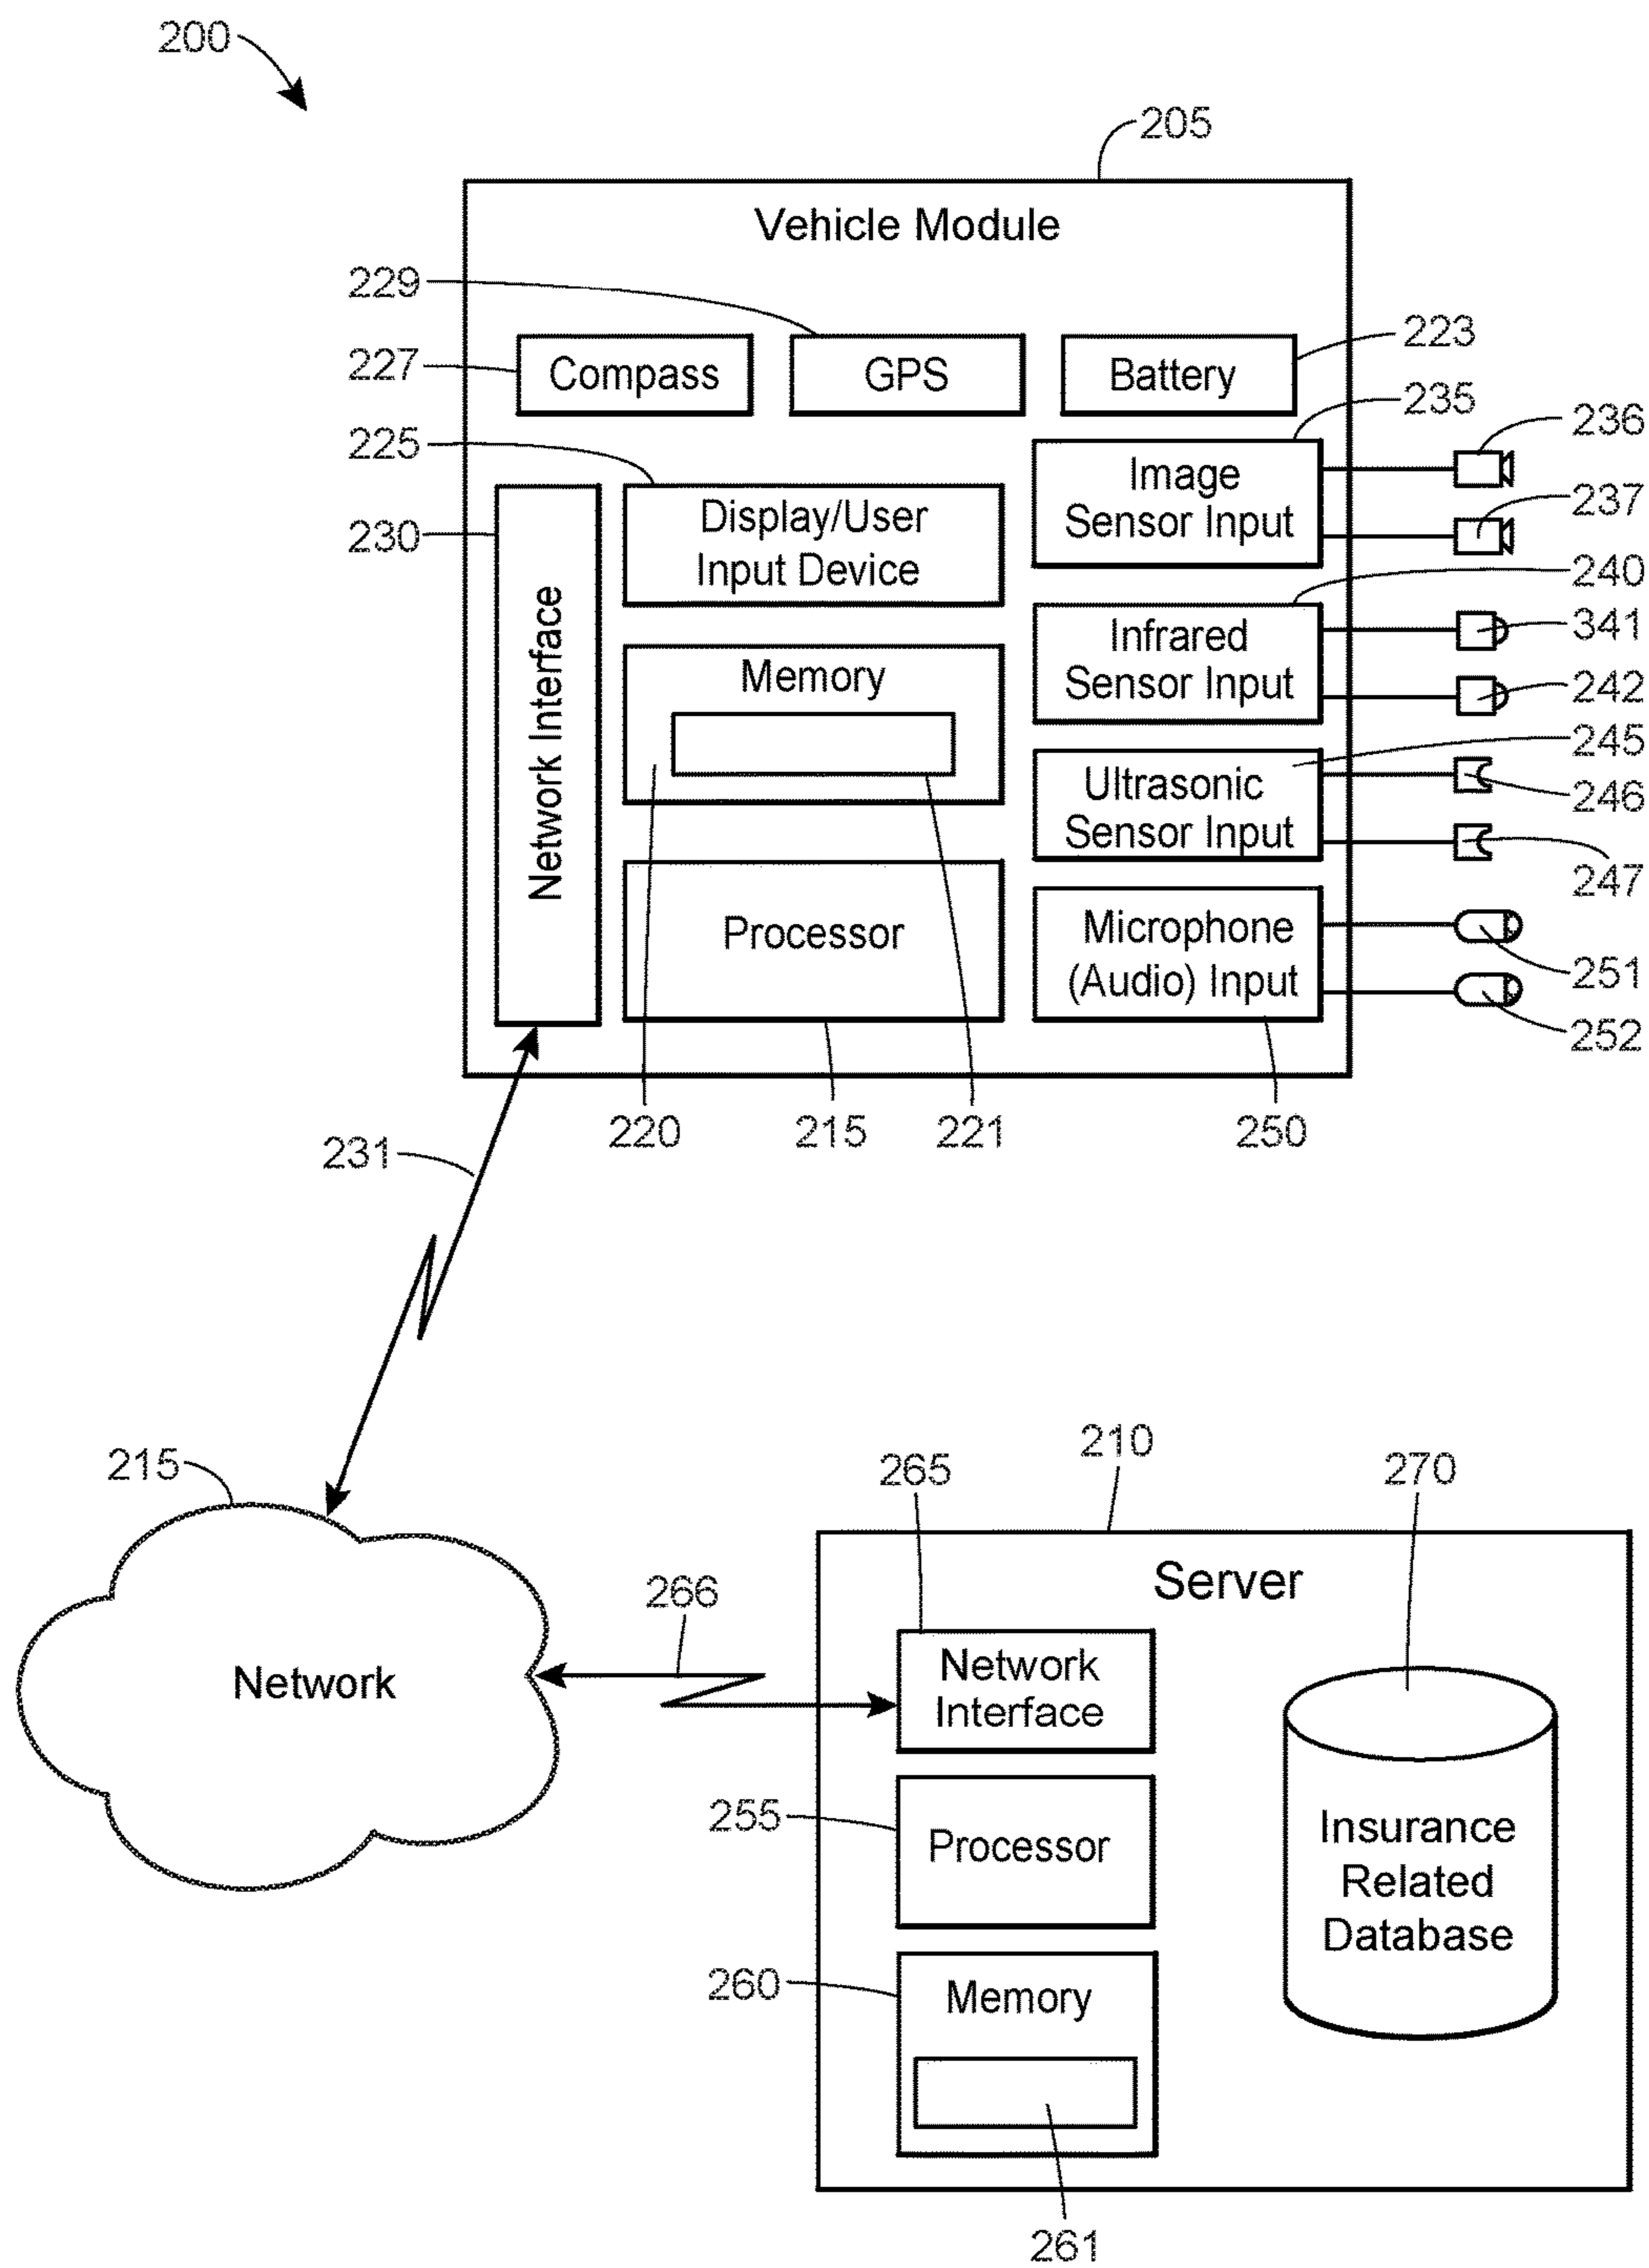 200
205
Vehicle Module
229
227
Compass
GPS
Battery
223
235
236
225
Image
Sensor Input
237
230
Display/User
Input Device
240
Network Interface
Infrared
Sensor Input
341
Memory
242
245
Ultrasonic
Sensor Input
246
247
Processor
Microphone
(Audio) Input
251
252
220
215
221
250
231
215
210
265
270
Server
266
Network
Network
Interface
255
Processor
Insurance
Related
Database
260
Memory
261